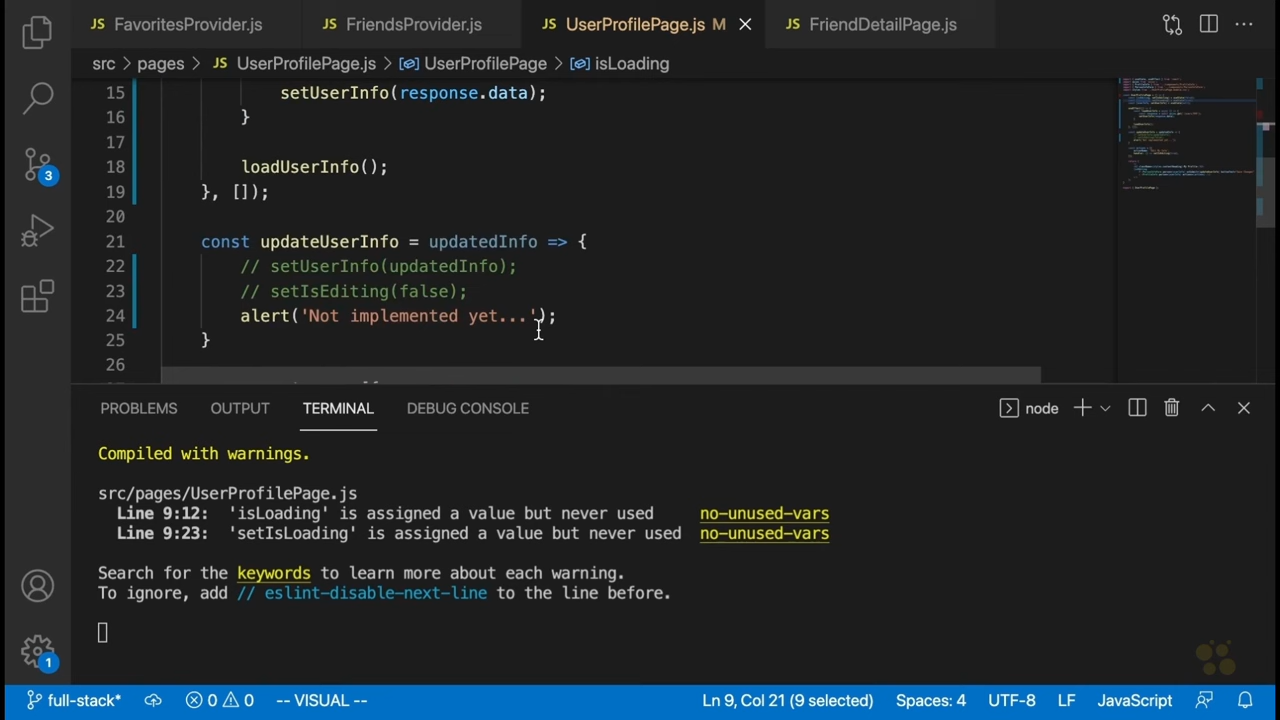 JS FavoritesProvider.js JS FriendsProvider.js JS UserProfilePage.js M JS FriendDetailPage.js
src > pages > JS UserProfilePage.js > UserProfilePage > isLoading
15 setUserInfo(response.data);
16 }
17
18 loadUserInfo();
19 }, []);
20
21 const updateUserInfo = updatedInfo => {
22 // setUserInfo(updatedInfo);
23 // setIsEditing(false);
24 alert('Not implemented yet...');
25 }
26
3
PROBLEMS OUTPUT TERMINAL DEBUG CONSOLE node
Compiled with warnings.
src/pages/UserProfilePage.js
Line 9:12: 'isLoading' is assigned a value but never used no-unused-vars
Line 9:23: 'setIsLoading' is assigned a value but never used no-unused-vars
Search for the keywords to learn more about each warning.
To ignore, add // eslint-disable-next-line to the line before.
1
full-stack* 0 0 -- VISUAL -- Ln 9, Col 21 (9 selected) Spaces: 4 UTF-8 LF JavaScript